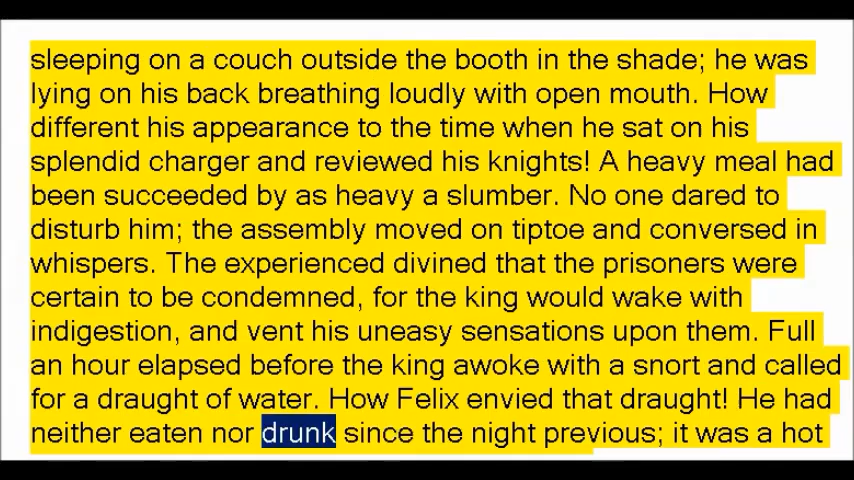 sleeping on a couch outside the booth in the shade; he was
lying on his back breathing loudly with open mouth. How
different his appearance to the time when he sat on his
splendid charger and reviewed his knights! A heavy meal had
been succeeded by as heavy a slumber. No one dared to
disturb him; the assembly moved on tiptoe and conversed in
whispers. The experienced divined that the prisoners were
certain to be condemned, for the king would wake with
indigestion, and vent his uneasy sensations upon them. Full
an hour elapsed before the king awoke with a snort and called
for a draught of water. How Felix envied that draught! He had
neither eaten nor drunk since the night previous; it was a hot